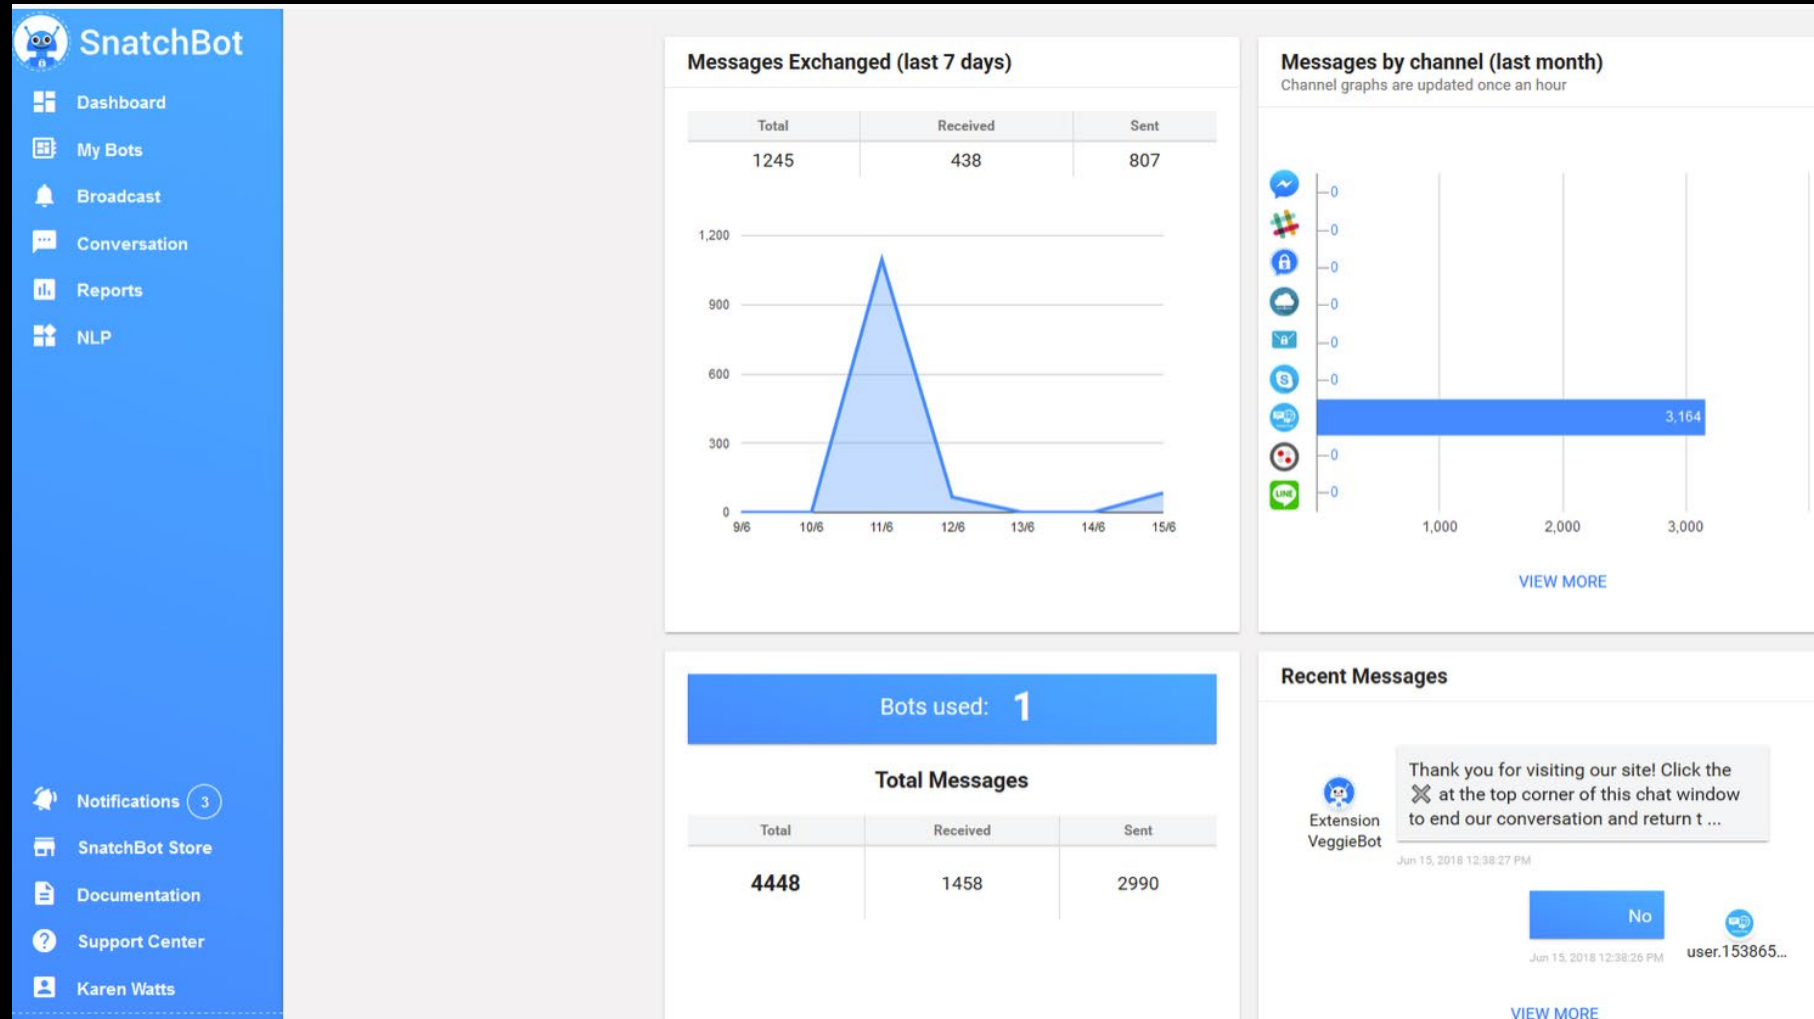 SnatchBot
Dashboard
My Bots
Broadcast
Conversation
Reports
NLP
Notifications 3
SnatchBot Store
Documentation
Support Center
Karen Watts
Messages Exchanged (last 7 days)
Total Received Sent
1245 438 807
1,200
900
600
300
0
9/6 10/6 11/6 12/6 13/6 14/6 15/6
Messages by channel (last month)
Channel graphs are updated once an hour
0
0
0
0
0
S 0
3,164
0
LINE 0
1,000 2,000 3,000
VIEW MORE
Bots used: 1
Total Messages
Total Received Sent
4448 1458 2990
Recent Messages
Thank you for visiting our site! Click the
at the top corner of this chat window
to end our conversation and return t ...
Extension
VeggieBot
Jun 15, 2018 12:38:27 PM
No
Jun 15, 2018 12:38:26 PM
user.153865...
VIEW MORE